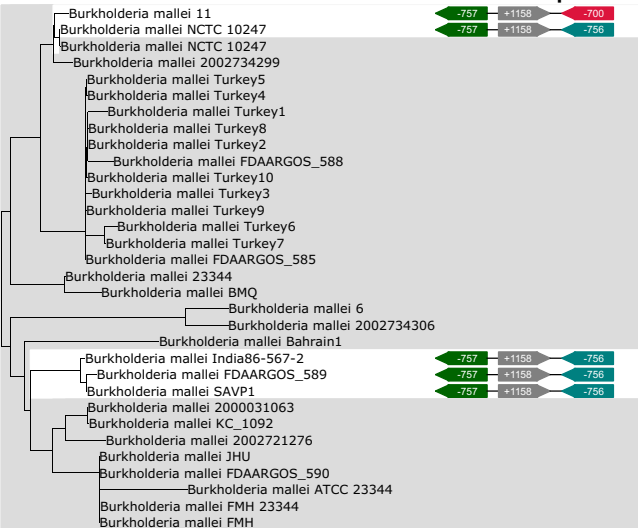 Burkholderia mallei 11 -757 +1158 -700
Burkholderia mallei NCTC 10247 -757 +1158 -756
Burkholderia mallei NCTC 10247
Burkholderia mallei 2002734299
Burkholderia mallei Turkey5
Burkholderia mallei Turkey4
Burkholderia mallei Turkey1
Burkholderia mallei Turkey8
Burkholderia mallei Turkey2
Burkholderia mallei FDAARGOS_588
Burkholderia mallei Turkey10
Burkholderia mallei Turkey3
Burkholderia mallei Turkey9
Burkholderia mallei Turkey6
Burkholderia mallei Turkey7
Burkholderia mallei FDAARGOS_585
Burkholderia mallei 23344
Burkholderia mallei BMQ
Burkholderia mallei 6
Burkholderia mallei 2002734306
Burkholderia mallei Bahrain1
Burkholderia mallei India86-567-2 -757 +1158 -756
Burkholderia mallei FDAARGOS_589 -757 +1158 -756
Burkholderia mallei SAVP1 -757 +1158 -756
Burkholderia mallei 2000031063
Burkholderia mallei KC_1092
Burkholderia mallei 2002721276
Burkholderia mallei JHU
Burkholderia mallei FDAARGOS_590
Burkholderia mallei ATCC 23344
Burkholderia mallei FMH 23344
Burkholderia mallei FMH